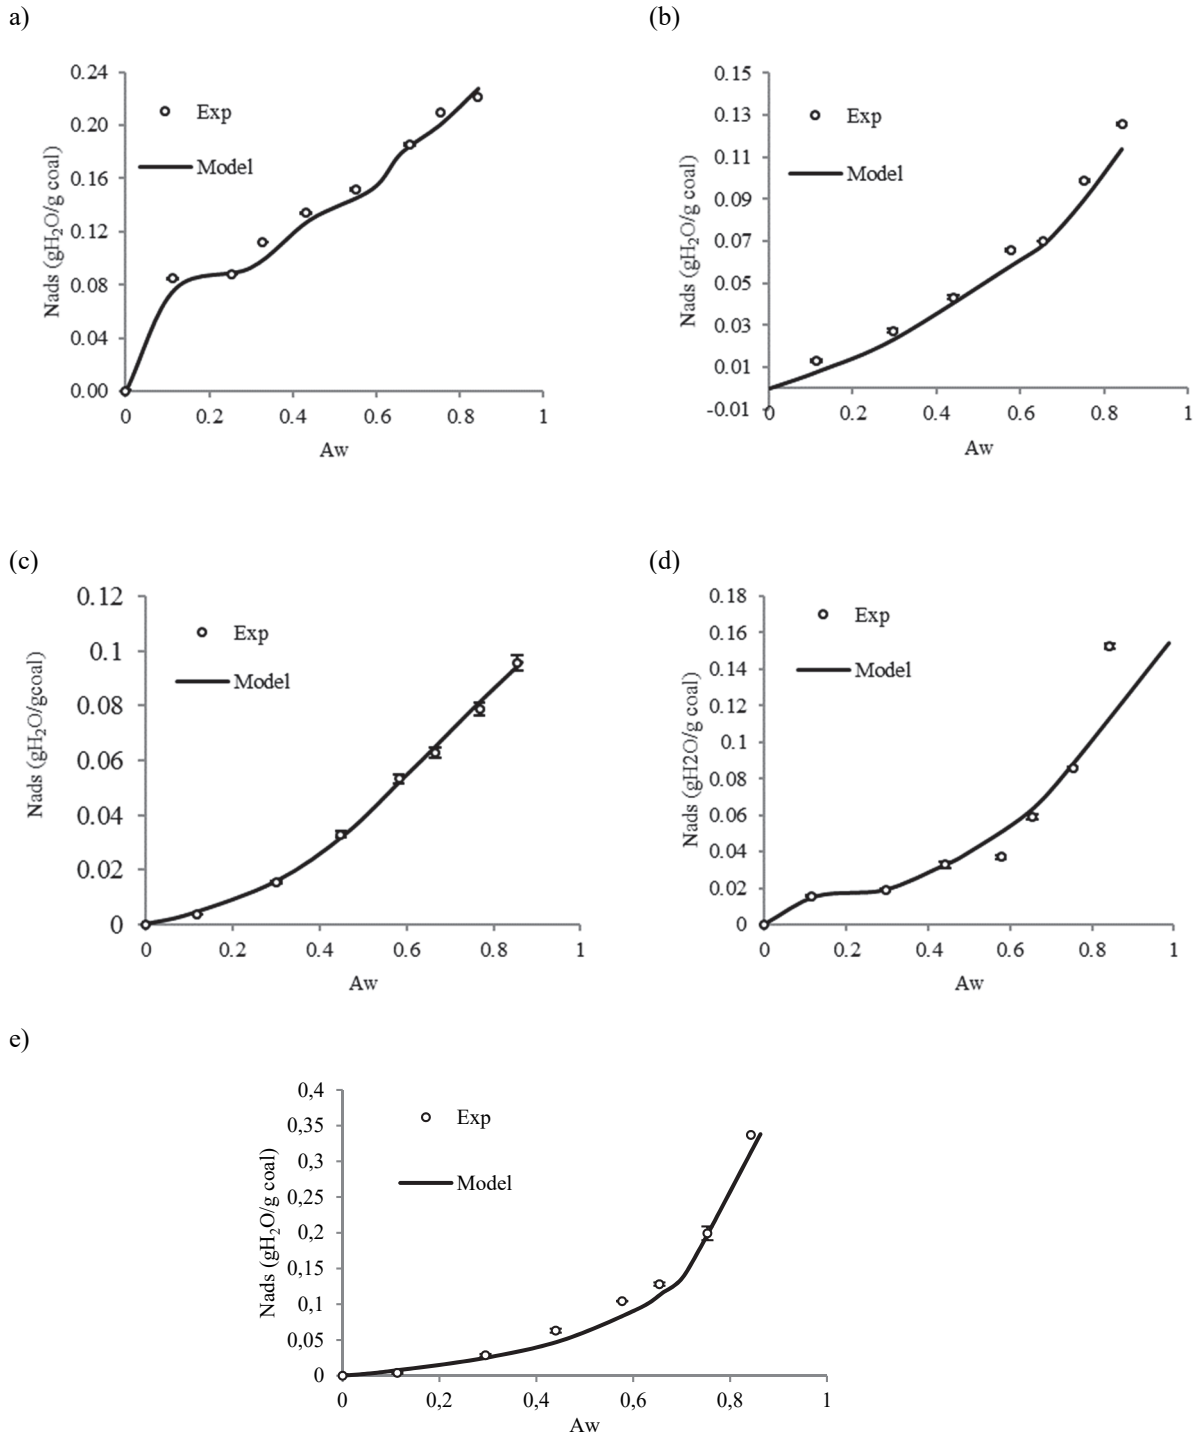 a)
0.24
0.20
0.16
0.12
0.08
0.04
0.00
Nads (gH₂O/g coal)
Exp
Model
0 0.2 0.4 0.6 0.8 1
Aw
(b)
0.15
0.13
0.11
0.09
0.07
0.05
0.03
0.01
-0.01
Nads (gH₂O/g coal)
Exp
Model
0 0.2 0.4 0.6 0.8 1
Aw
(c)
0.12
0.1
0.08
0.06
0.04
0.02
0
Nads (gH₂O/gcoal)
Exp
Model
0 0.2 0.4 0.6 0.8 1
Aw
(d)
0.18
0.16
0.14
0.12
0.1
0.08
0.06
0.04
0.02
0
Nads (gH2O/g coal)
Exp
Model
0 0.2 0.4 0.6 0.8 1
Aw
e)
0,4
0,35
0,3
0,25
0,2
0,15
0,1
0,05
0
Nads (gH₂O/g coal)
Exp
Model
0 0,2 0,4 0,6 0,8 1
Aw